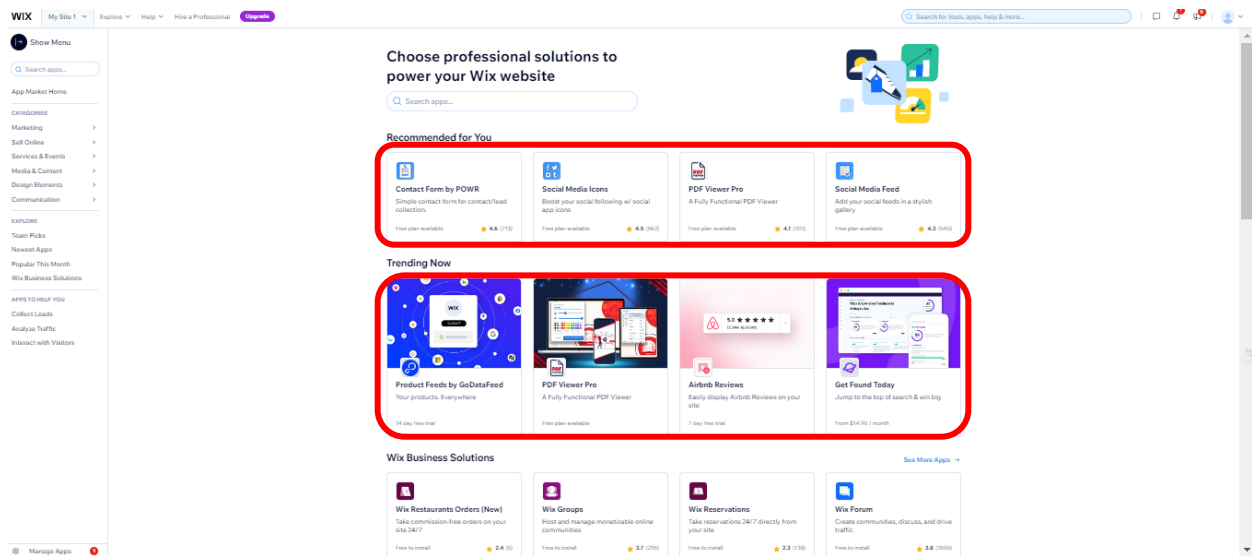 WIX
My Site 1
Explore
Help
Hire a Professional
Upgrade
Search for tools, apps, help & more...
Show Menu
Search apps...
App Market Home
CATEGORIES
Marketing
Sell Online
Services & Events
Media & Content
Design Elements
Communication
EXPLORE
Team Picks
Newest Apps
Popular This Month
Wix Business Solutions
APPS TO HELP YOU
Collect Leads
Analyze Traffic
Interact with Visitors
Manage Apps
Choose professional solutions to
power your Wix website
Search apps...
Recommended for You
Contact Form by POWR
Simple contact form for contact/lead
collection.
Free plan available
4.6 (713)
Social Media Icons
Boost your social following w/ social
app icons
Free plan available
4.5 (562)
PDF Viewer Pro
A Fully Functional PDF Viewer
Free plan available
4.1 (101)
Social Media Feed
Add your social feeds in a stylish
gallery
Free plan available
4.3 (540)
Trending Now
WIX
Product Feeds by GoDataFeed
Your products. Everywhere
14 day free trial
PDF
PDF Viewer Pro
A Fully Functional PDF Viewer
Free plan available
5.0
Airbnb Reviews
Easily display Airbnb Reviews on your
site
7 day free trial
Get Found Today
Jump to the top of search & win big
From $14.90 / month
Wix Business Solutions
See More Apps
Wix Restaurants Orders (New)
Take commission-free orders on your
site 24/7
Free to install
2.4 (5)
Wix Groups
Host and manage monetizable online
communities
Free to install
3.7 (295)
Wix Reservations
Take reservations 24/7 directly from
your site
Free to install
2.3 (138)
Wix Forum
Create communities, discuss, and drive
traffic
Free to install
3.8 (1805)